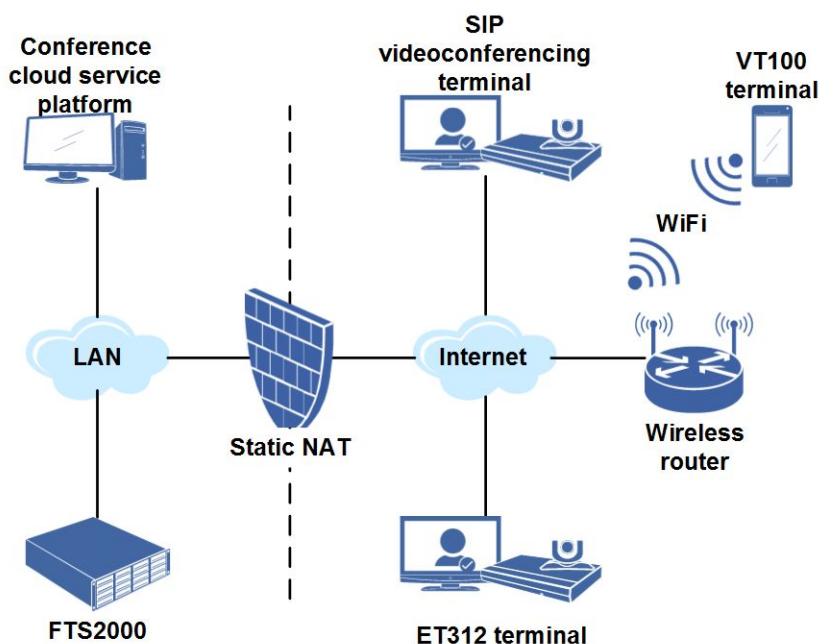 Conference
cloud service
platform
SIP
videoconferencing
terminal
VT100
terminal
WiFi
LAN
Internet
Static NAT
Wireless
router
FTS2000
ET312 terminal